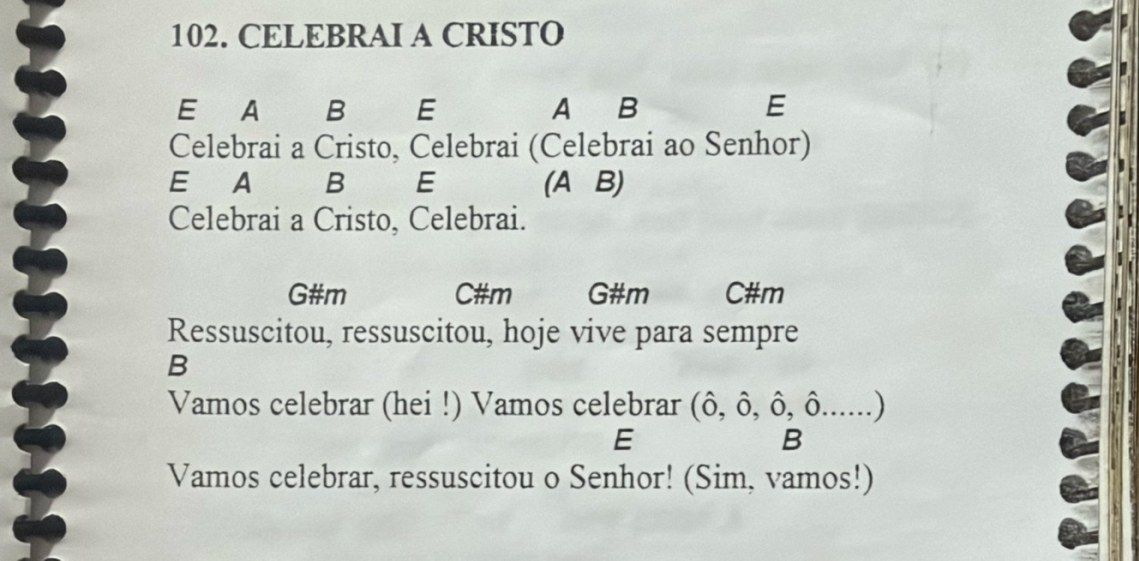 102. CELEBRAI A CRISTO
E A B E A B E
Celebrai a Cristo, Celebrai (Celebrai ao Senhor)
E A B E (A B)
Celebrai a Cristo, Celebrai.
G#m C#m G#m C#m
Ressuscitou, ressuscitou, hoje vive para sempre
B
Vamos celebrar (hei !) Vamos celebrar (ô, ô, ô, ô......)
E B
Vamos celebrar, ressuscitou o Senhor! (Sim, vamos!)